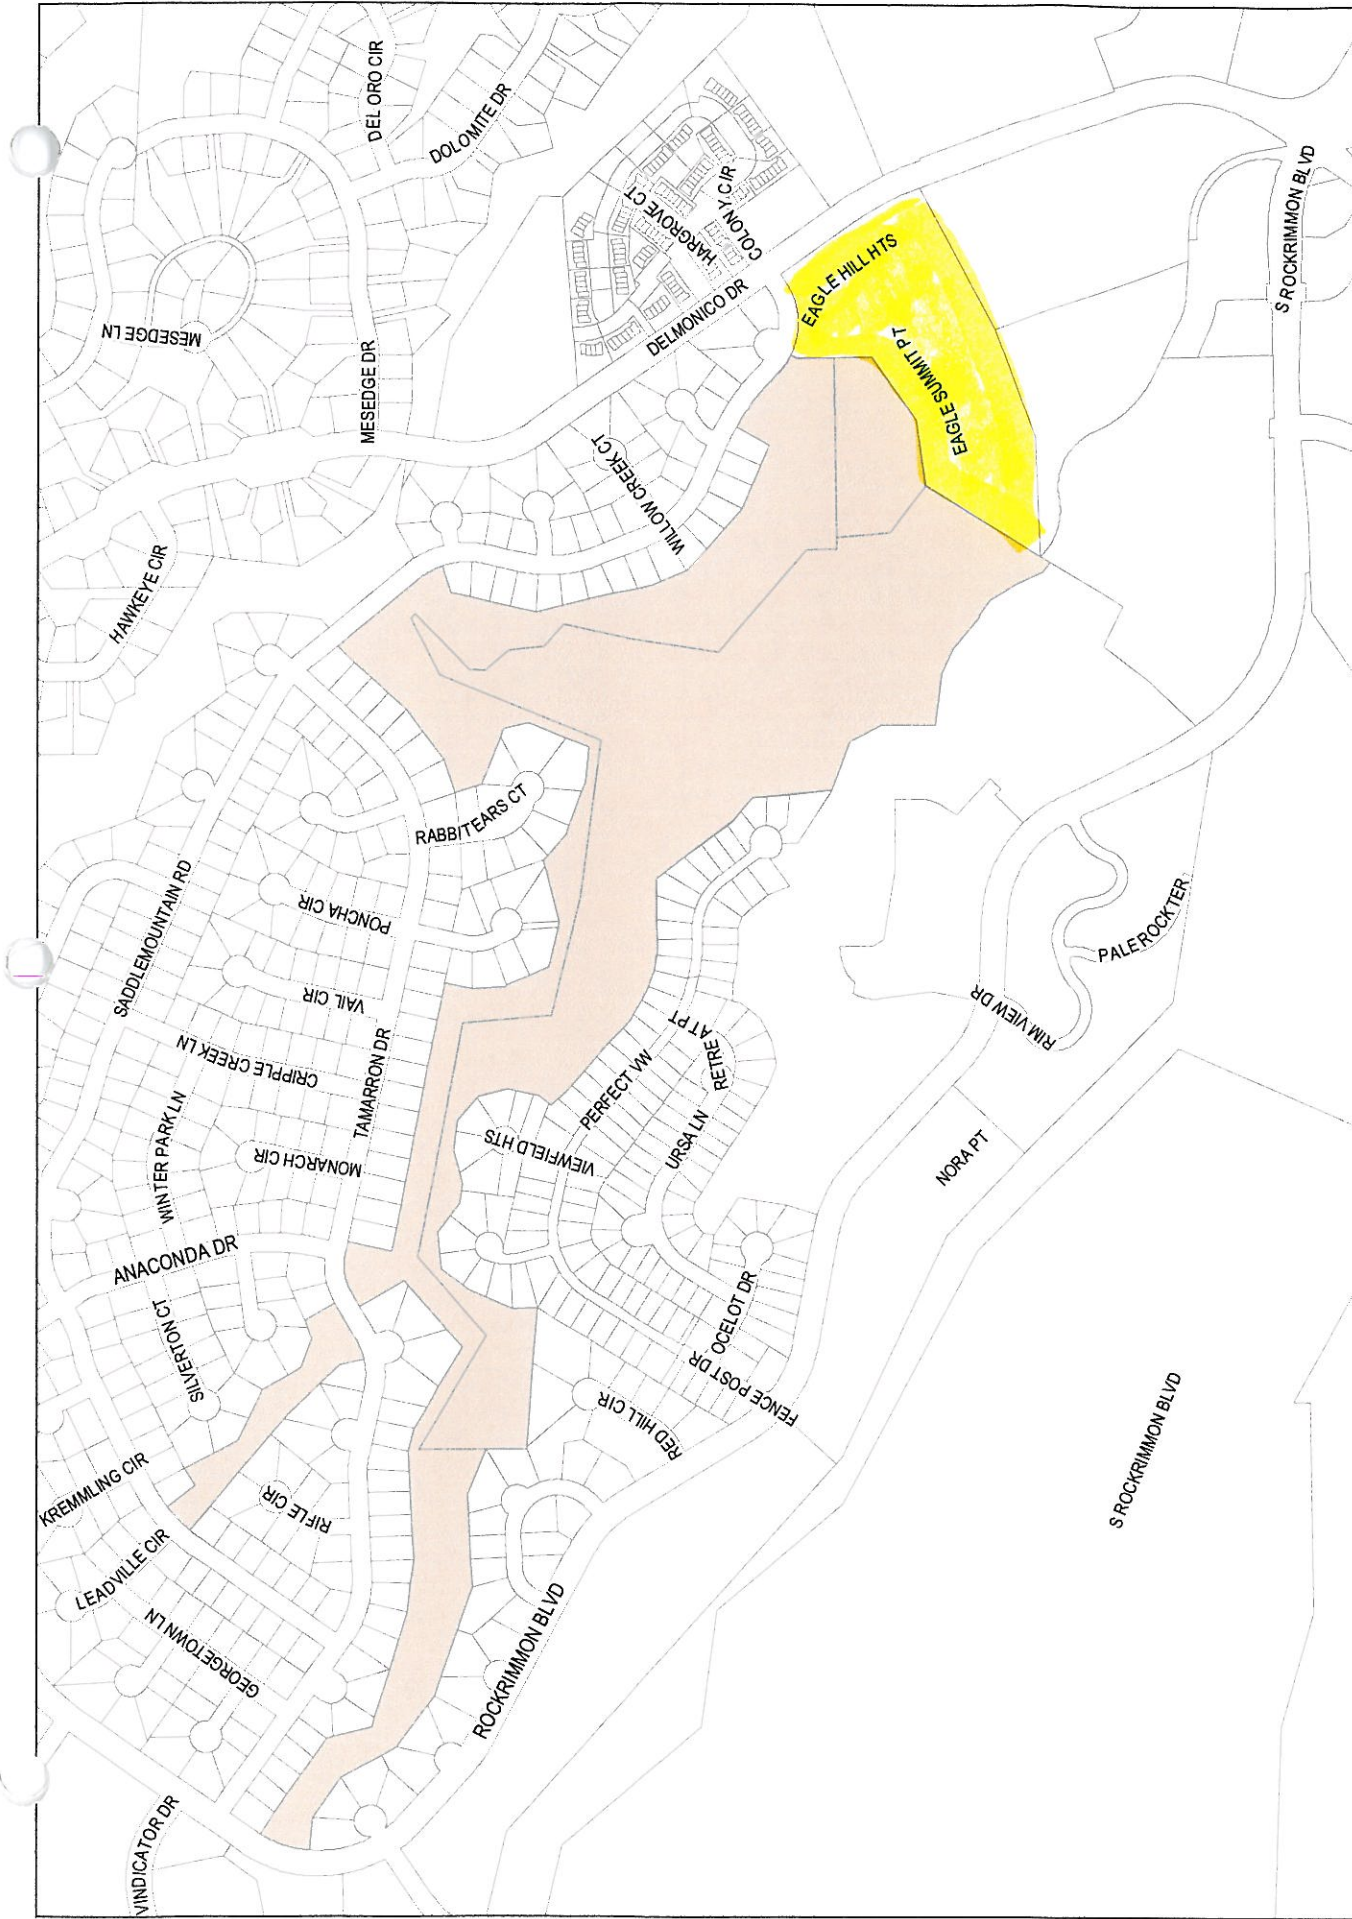 DEL ORO CIR
DOLOMITE DR
HARGROVE CT
COLONY CIR
S ROCKRIMMON BLVD
MESEDGE LN
MESEDGE DR
DELMONICO DR
EAGLE HILL HTS
EAGLE SUMMIT PT
WILLOW CREEK CT
HAWKEYE CIR
RABBITEARS CT
SADDLEMOUNTAIN RD
PONCHA CIR
PALE ROCK TER
VAIL CIR
RIM VIEW DR
CRIPPLE CREEK LN
TAMARRON DR
RETREAT PT
PERFECT VW
WINTER PARK LN
MONARCH CIR
VIEWFIELD HTS
URSA LN
NORA PT
ANACONDA DR
SILVERTON CT
OCELOT DR
FENCE POST DR
RED HILL CIR
S ROCKRIMMON BLVD
KREMMLING CIR
RIFLE CIR
LEADVILLE CIR
GEORGETOWN LN
ROCKRIMMON BLVD
VINDICATOR DR